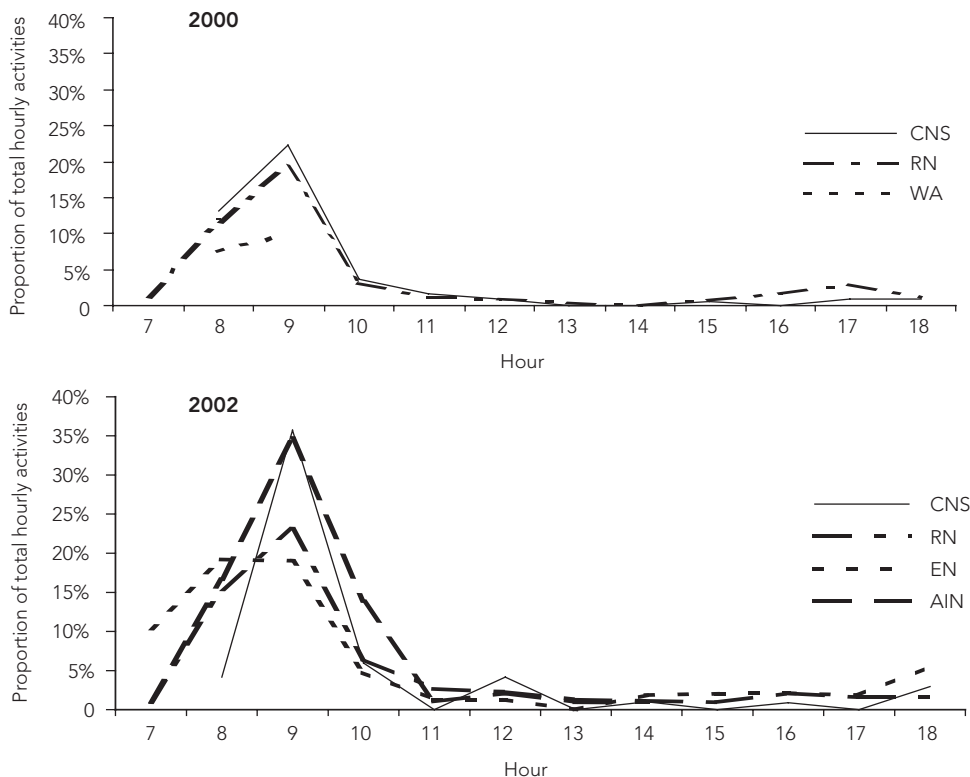 2000
Proportion of total hourly activities
40%
35%
30%
25%
20%
15%
10%
5%
0
7 8 9 10 11 12 13 14 15 16 17 18
Hour
CNS
RN
WA
2002
Proportion of total hourly activities
40%
35%
30%
25%
20%
15%
10%
5%
0
7 8 9 10 11 12 13 14 15 16 17 18
Hour
CNS
RN
EN
AIN